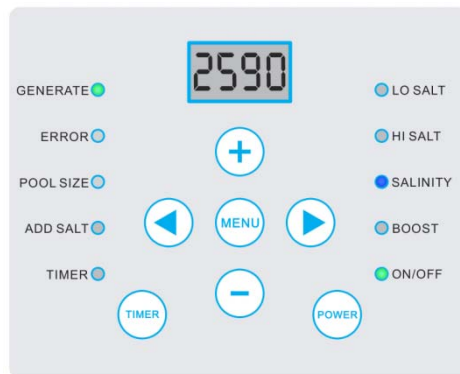 2590
GENERATE
ERROR
POOL SIZE
ADD SALT
TIMER
LO SALT
HI SALT
SALINITY
BOOST
ON/OFF
+
MENU
−
TIMER
POWER